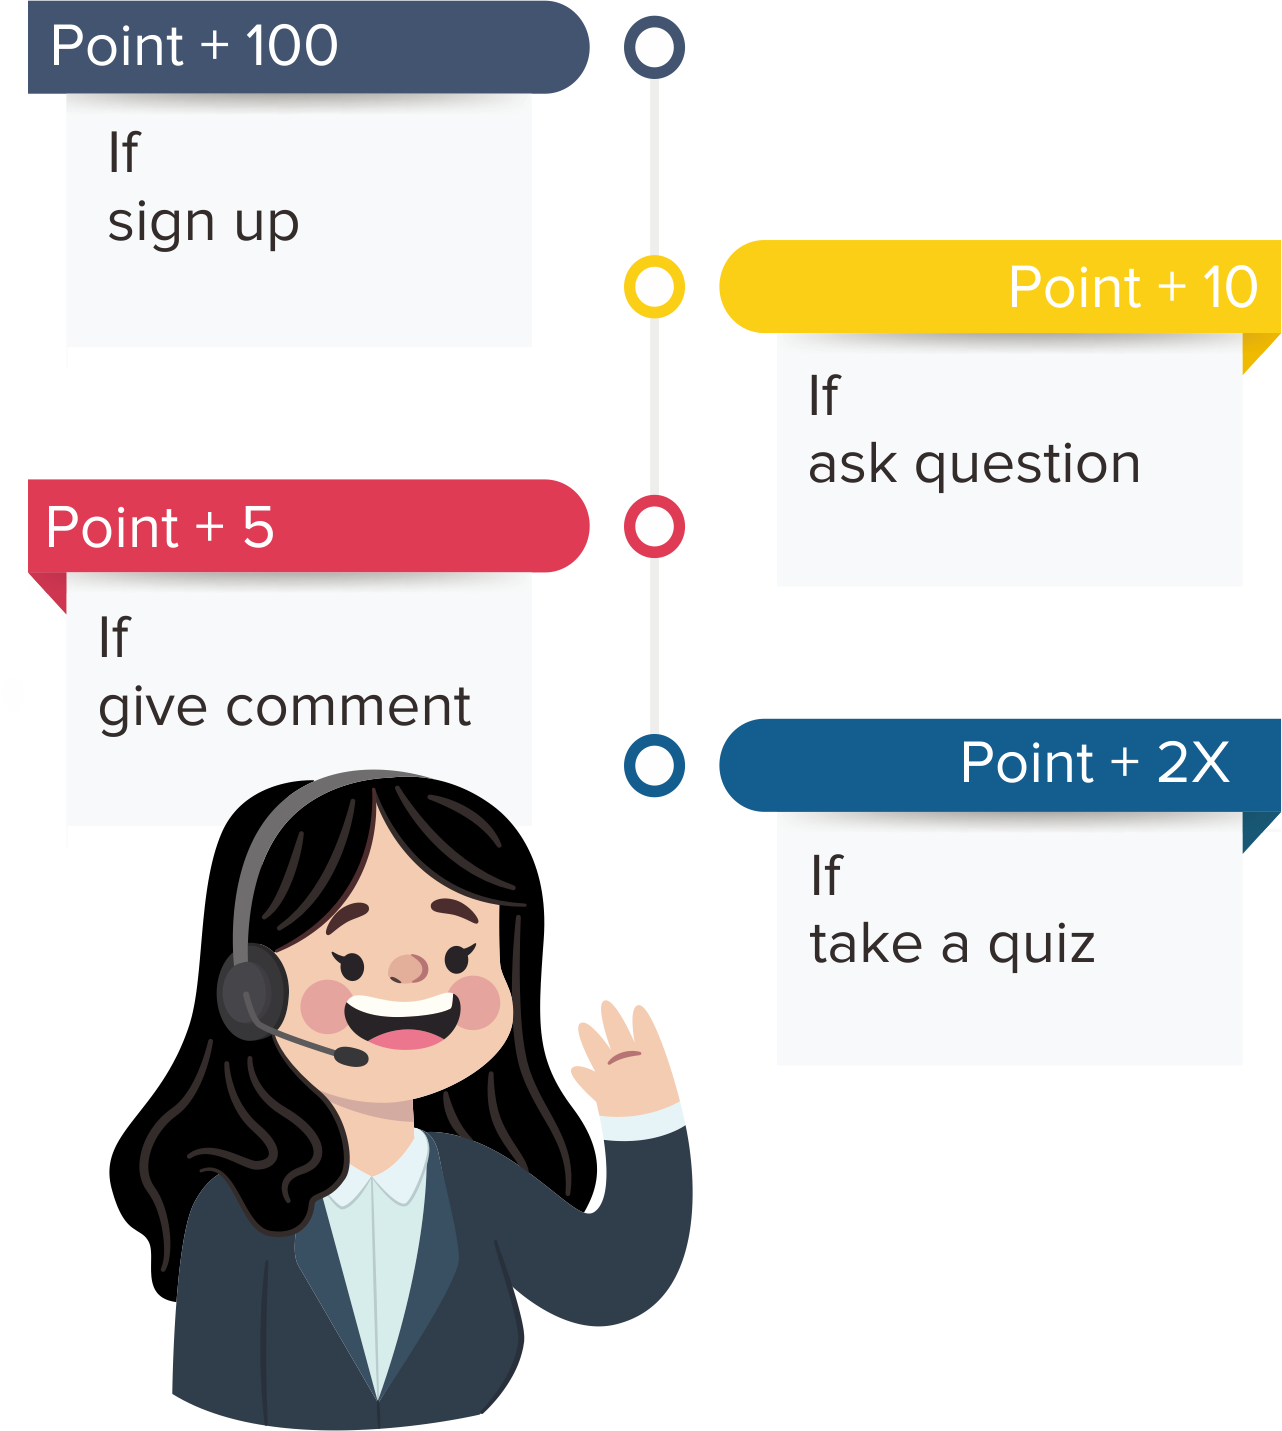 Point + 100
If
sign up
Point + 10
If
ask question
Point + 5
If
give comment
Point + 2X
If
take a quiz